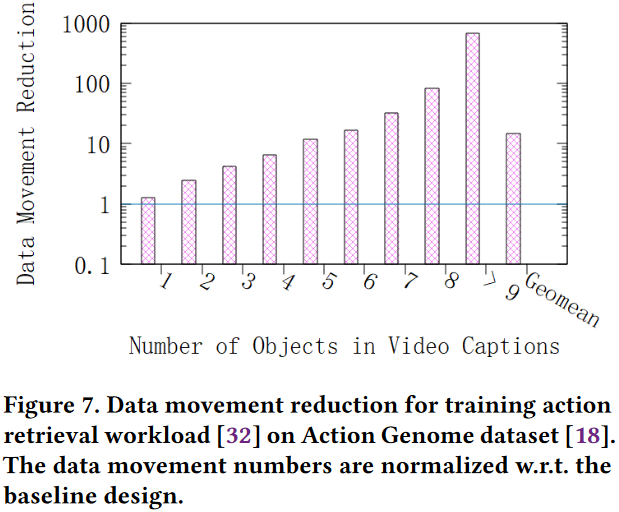 Data Movement Reduction
1000
100
10
1
0.1
1 2 3 4 5 6 7 8 > 9 Geomean
Number of Objects in Video Captions
Figure 7. Data movement reduction for training action
retrieval workload [32] on Action Genome dataset [18].
The data movement numbers are normalized w.r.t. the
baseline design.